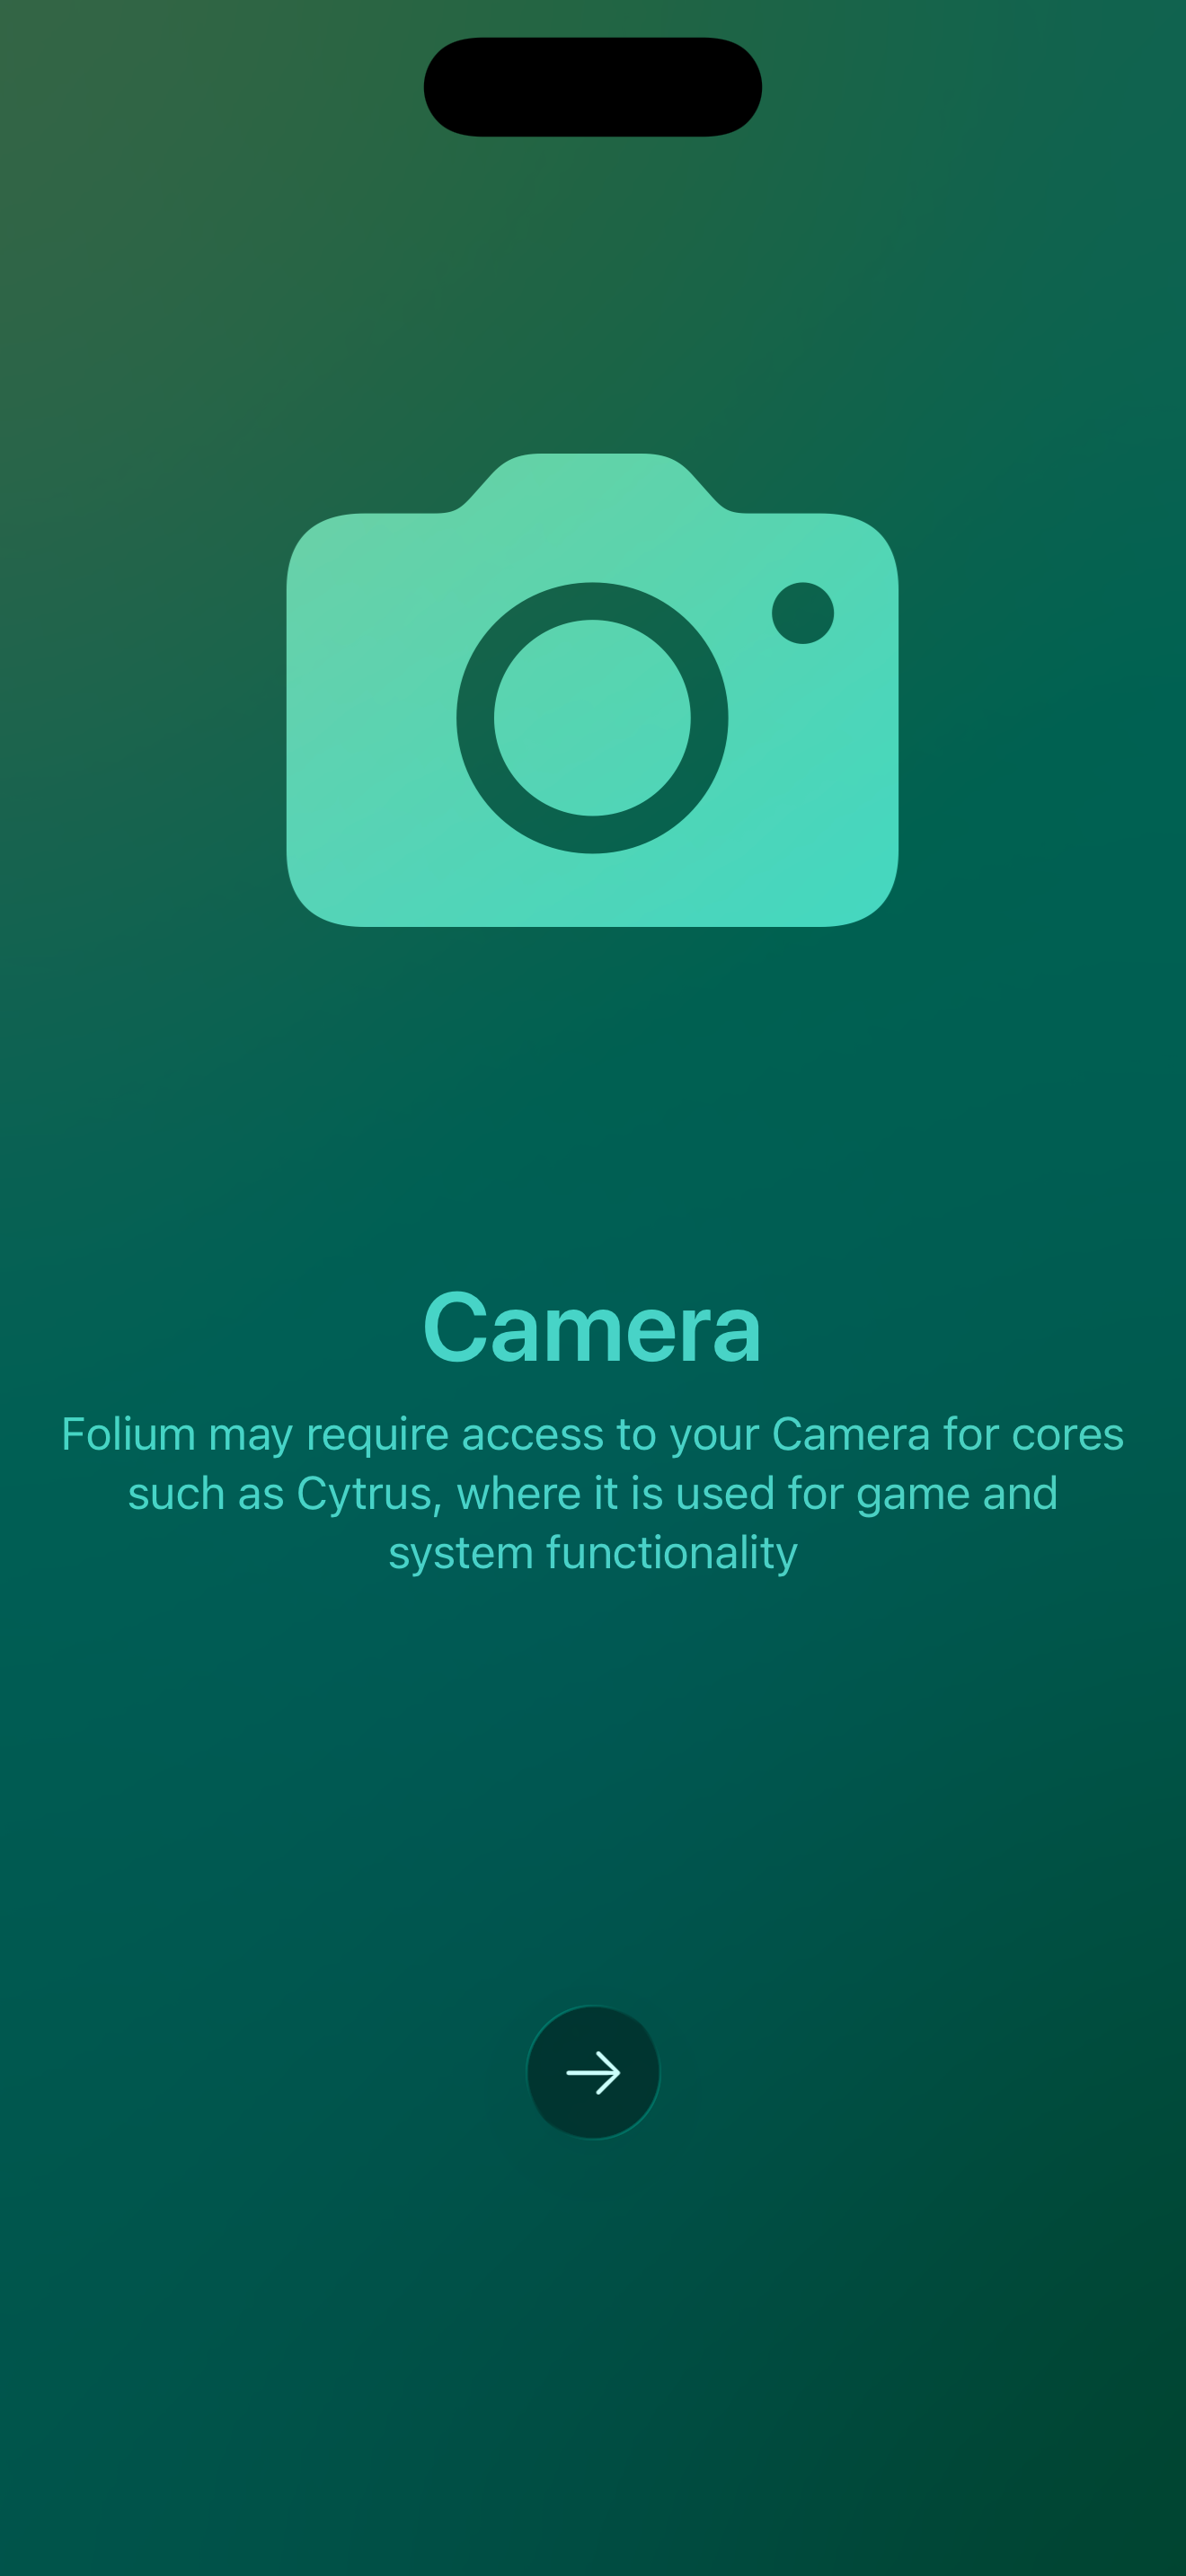 Camera
Folium may require access to your Camera for cores
such as Cytrus, where it is used for game and
system functionality